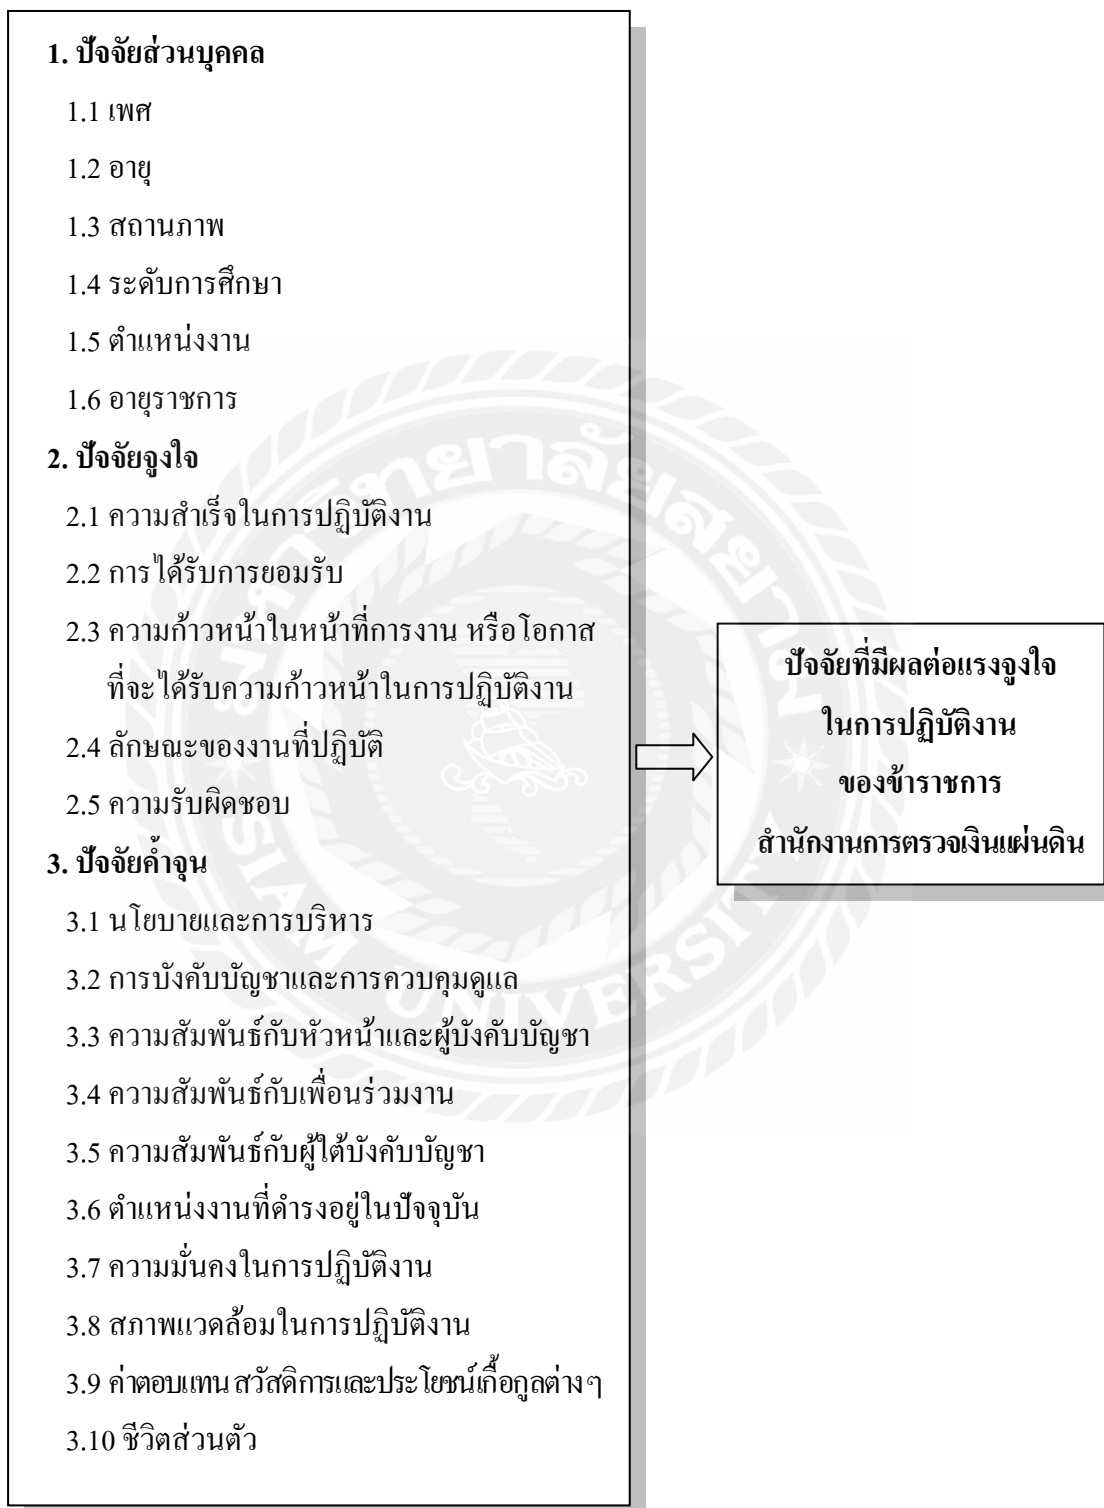 1. ปัจจัยส่วนบุคคล
1.1 เพศ
1.2 อายุ
1.3 สถานภาพ
1.4 ระดับการศึกษา
1.5 ตำแหน่งงาน
1.6 อายุราชการ
2. ปัจจัยจูงใจ
2.1 ความสำเร็จในการปฏิบัติงาน
2.2 การได้รับการยอมรับ
2.3 ความก้าวหน้าในหน้าที่การงาน หรือโอกาส
ที่จะได้รับความก้าวหน้าในการปฏิบัติงาน
2.4 ลักษณะของงานที่ปฏิบัติ
2.5 ความรับผิดชอบ
3. ปัจจัยค้ำจุน
3.1 นโยบายและการบริหาร
3.2 การบังคับบัญชาและการควบคุมดูแล
3.3 ความสัมพันธ์กับหัวหน้าและผู้บังคับบัญชา
3.4 ความสัมพันธ์กับเพื่อนร่วมงาน
3.5 ความสัมพันธ์กับผู้ใต้บังคับบัญชา
3.6 ตำแหน่งงานที่ดำรงอยู่ในปัจจุบัน
3.7 ความมั่นคงในการปฏิบัติงาน
3.8 สภาพแวดล้อมในการปฏิบัติงาน
3.9 ค่าตอบแทน สวัสดิการและประโยชน์เกื้อกูลต่างๆ
3.10 ชีวิตส่วนตัว
ปัจจัยที่มีผลต่อแรงจูงใจ
ในการปฏิบัติงาน
ของข้าราชการ
สำนักงานการตรวจเงินแผ่นดิน
มหาวิทยาลัยสยาม
SIAM UNIVERSITY